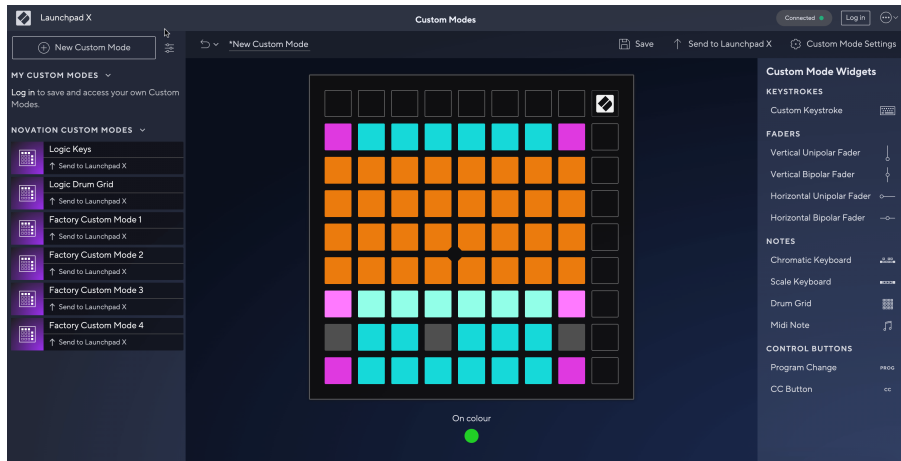 Launchpad X
Custom Modes
Connected
Log in
New Custom Mode
*New Custom Mode
Save
Send to Launchpad X
Custom Mode Settings
MY CUSTOM MODES
Log in to save and access your own Custom
Modes.
NOVATION CUSTOM MODES
Logic Keys
Send to Launchpad X
Logic Drum Grid
Send to Launchpad X
Factory Custom Mode 1
Send to Launchpad X
Factory Custom Mode 2
Send to Launchpad X
Factory Custom Mode 3
Send to Launchpad X
Factory Custom Mode 4
Send to Launchpad X
On colour
Custom Mode Widgets
KEYSTROKES
Custom Keystroke
FADERS
Vertical Unipolar Fader
Vertical Bipolar Fader
Horizontal Unipolar Fader
Horizontal Bipolar Fader
NOTES
Chromatic Keyboard
Scale Keyboard
Drum Grid
Midi Note
CONTROL BUTTONS
Program Change PROG
CC Button CC